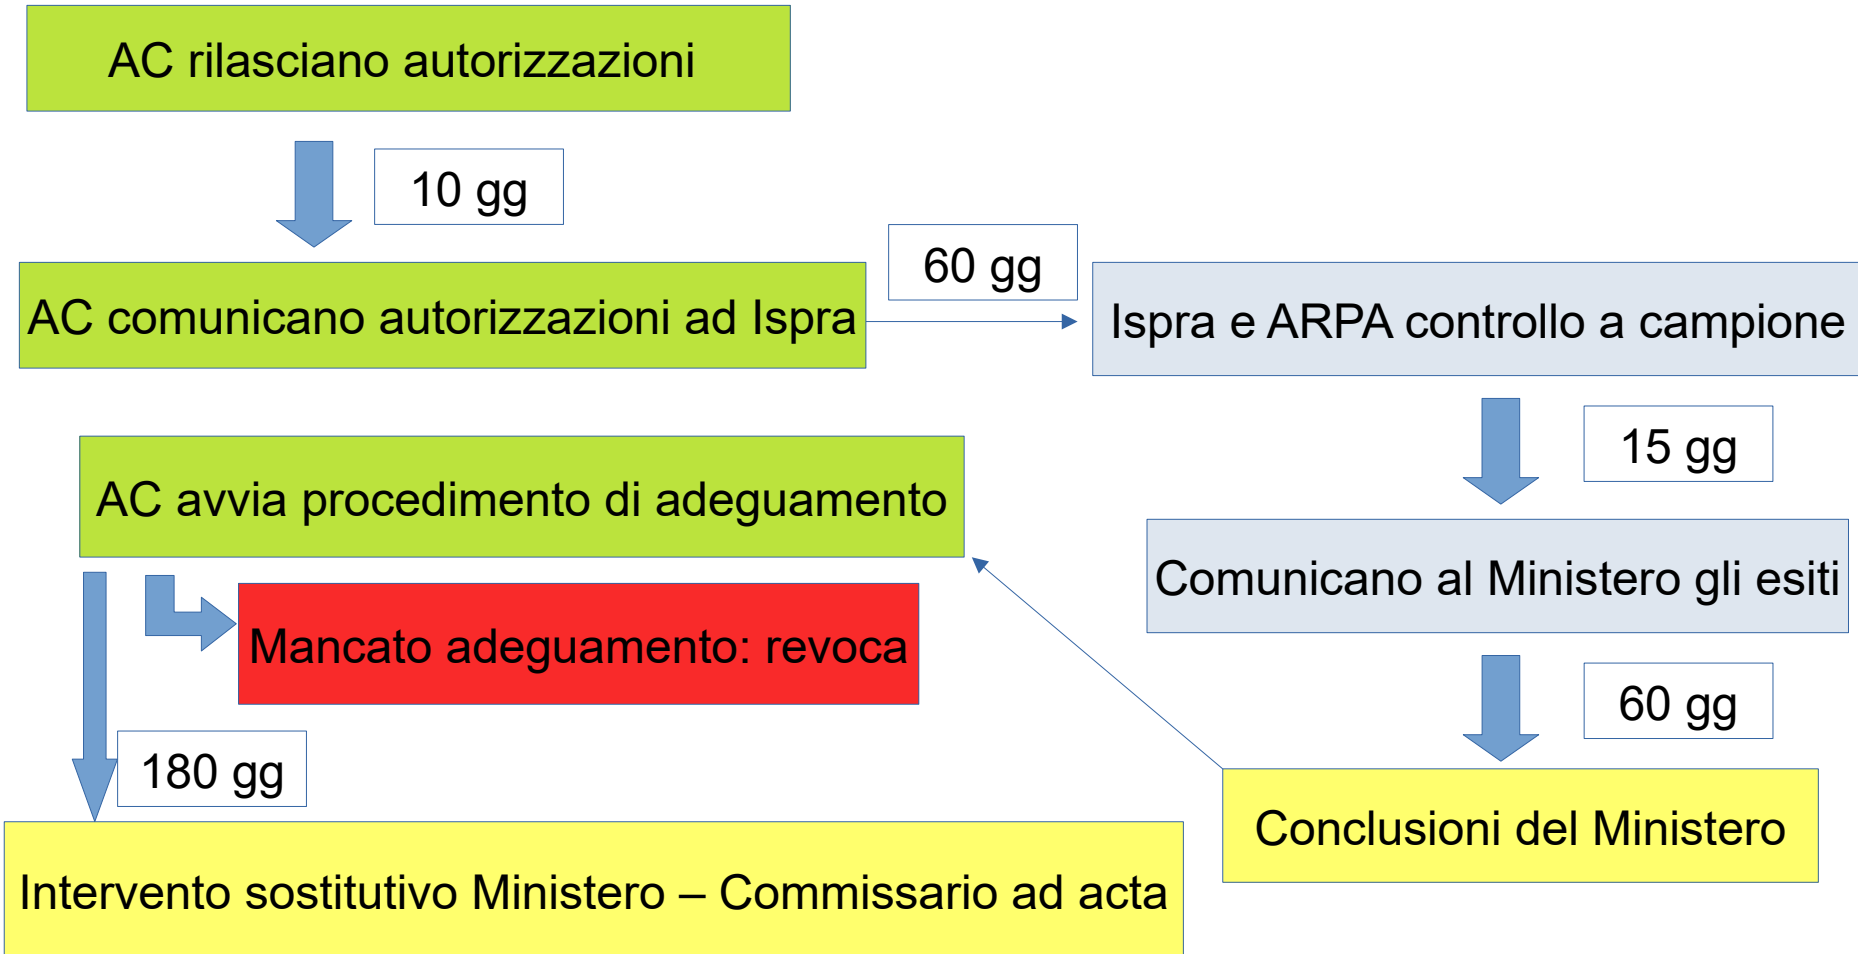 AC rilasciano autorizzazioni
10 gg
AC comunicano autorizzazioni ad Ispra
60 gg
Ispra e ARPA controllo a campione
15 gg
Comunicano al Ministero gli esiti
60 gg
Conclusioni del Ministero
AC avvia procedimento di adeguamento
Mancato adeguamento: revoca
180 gg
Intervento sostitutivo Ministero – Commissario ad acta